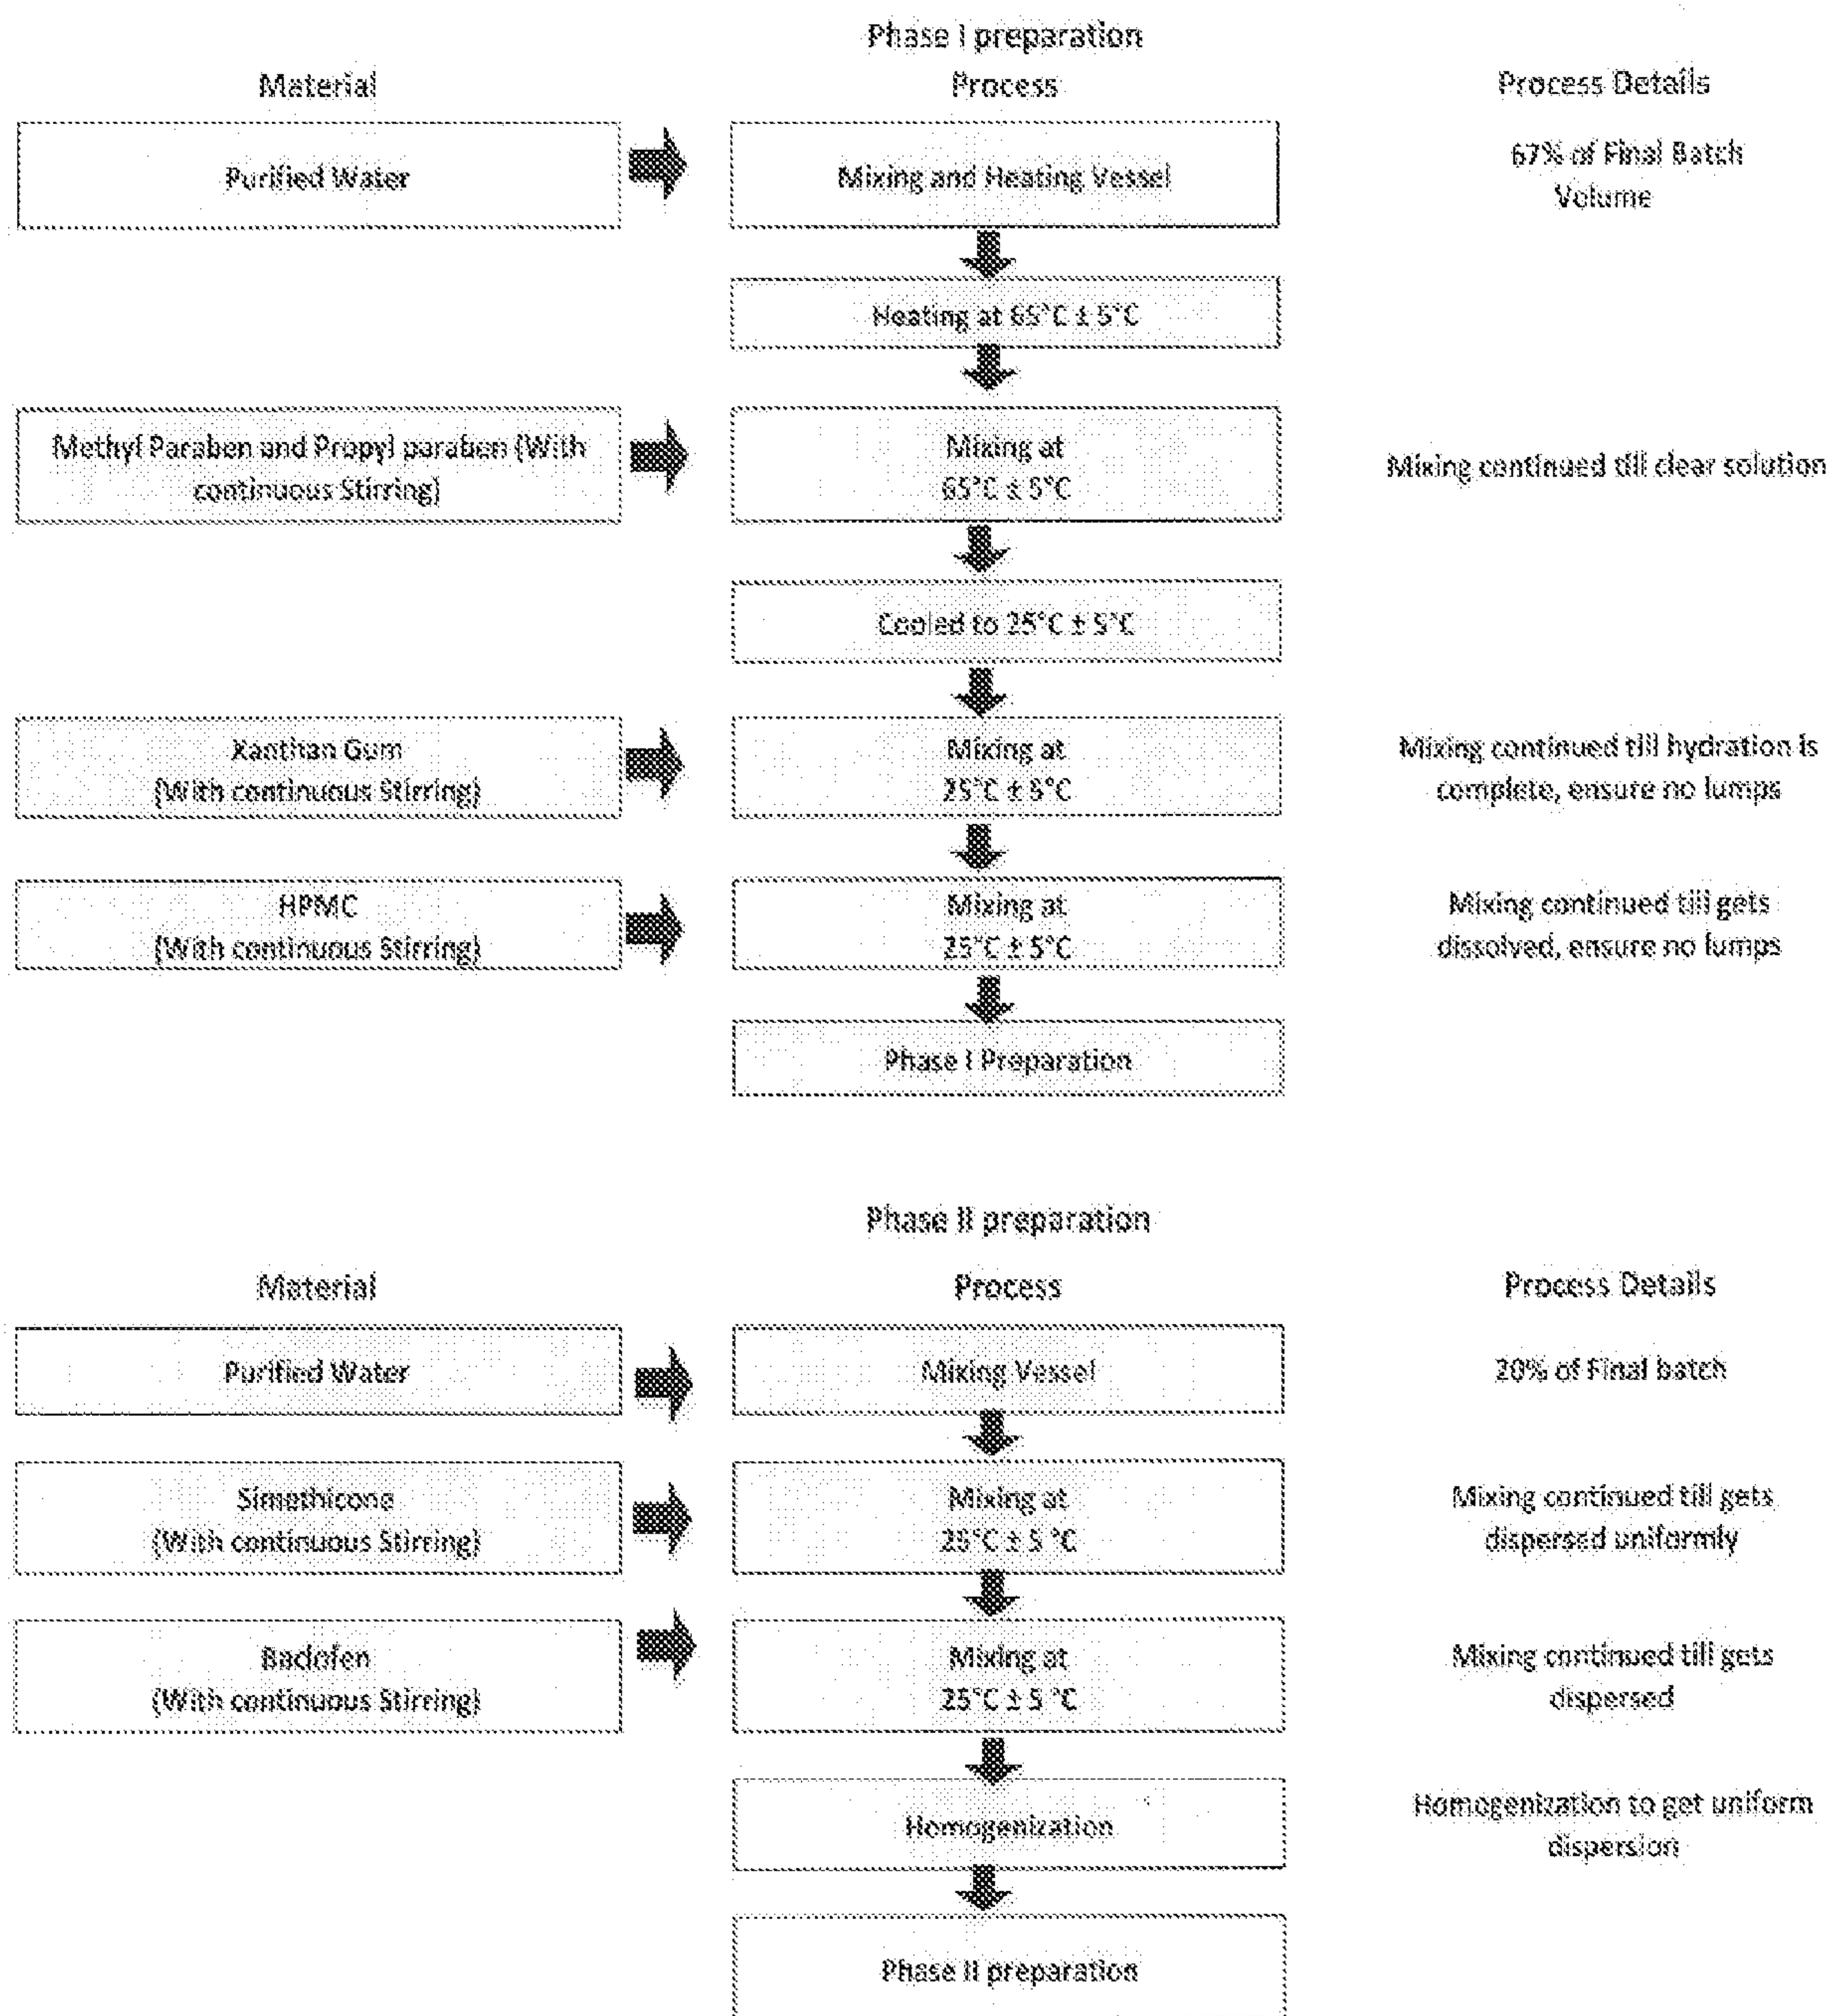 Phase I preparation
Material
Process
Process Details
Purified Water
Mixing and Heating Vessel
67% of Final Batch
Volume
Heating at 65°C ± 5°C
Methyl Paraben and Propyl paraben (With
continuous Stirring)
Mixing at
65°C ± 5°C
Mixing continued till clear solution
Cooled to 25°C ± 5°C
Xanthan Gum
(With continuous Stirring)
Mixing at
25°C ± 5°C
Mixing continued till hydration is
complete, ensure no lumps
HPMC
(With continuous Stirring)
Mixing at
25°C ± 5°C
Mixing continued till gets
dissolved, ensure no lumps
Phase I Preparation
Phase II preparation
Material
Process
Process Details
Purified Water
Mixing Vessel
20% of Final batch
Simethicone
(With continuous Stirring)
Mixing at
25°C ± 5 °C
Mixing continued till gets
dispersed uniformly
Baclofen
(With continuous Stirring)
Mixing at
25°C ± 5 °C
Mixing continued till gets
dispersed
Homogenization
Homogenization to get uniform
dispersion
Phase II preparation